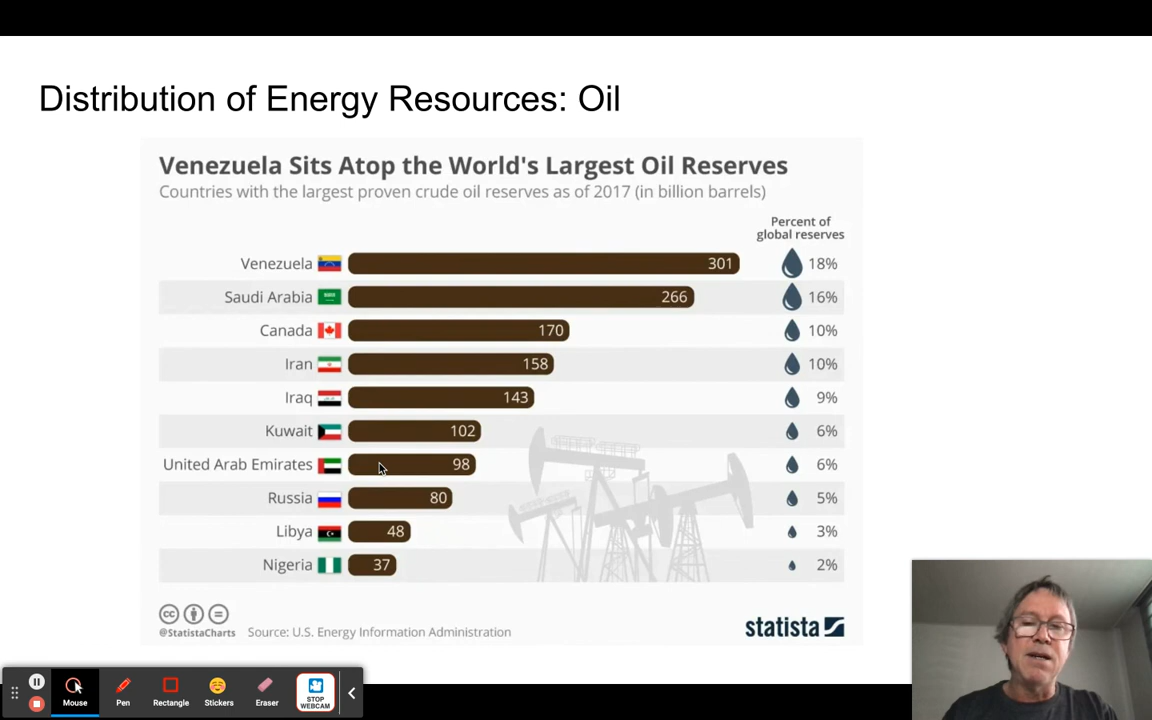 Distribution of Energy Resources: Oil
Venezuela Sits Atop the World's Largest Oil Reserves
Countries with the largest proven crude oil reserves as of 2017 (in billion barrels)
Percent of
global reserves
Venezuela 301 18%
Saudi Arabia 266 16%
Canada 170 10%
Iran 158 10%
Iraq 143 9%
Kuwait 102 6%
United Arab Emirates 98 6%
Russia 80 5%
Libya 48 3%
Nigeria 37 2%
cc
@StatistaCharts Source: U.S. Energy Information Administration
statista
Mouse Pen Rectangle Stickers Eraser STOP
WEBCAM